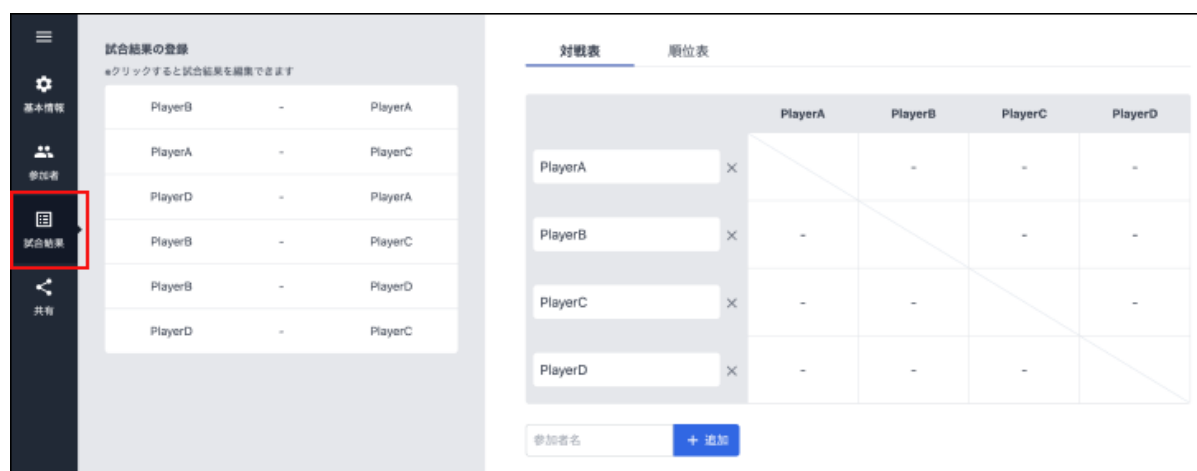 基本情報
参加者
試合結果
共有
試合結果の登録
※クリックすると試合結果を編集できます
PlayerB - PlayerA
PlayerA - PlayerC
PlayerD - PlayerA
PlayerB - PlayerC
PlayerB - PlayerD
PlayerD - PlayerC
対戦表 順位表
PlayerA PlayerB PlayerC PlayerD
PlayerA × - - -
PlayerB × - - -
PlayerC × - - -
PlayerD × - - -
参加者名 + 追加